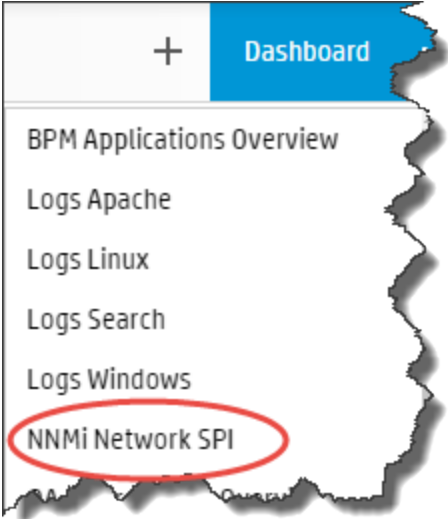 + Dashboard
BPM Applications Overview
Logs Apache
Logs Linux
Logs Search
Logs Windows
NNMi Network SPI